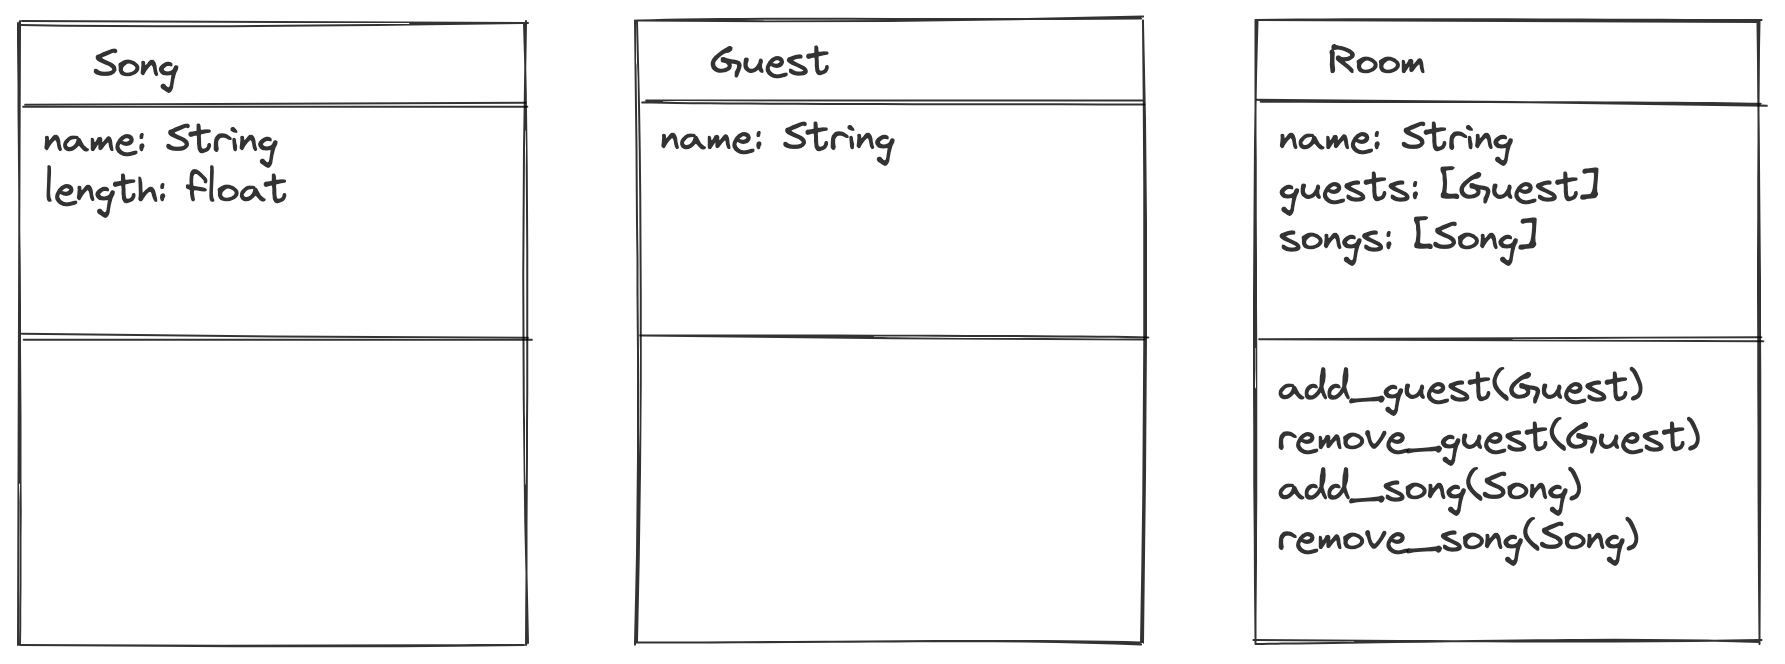 Song
name: String
length: float
Guest
name: String
Room
name: String
guests: [Guest]
songs: [Song]
add_guest(Guest)
remove_guest(Guest)
add_song(Song)
remove_song(Song)